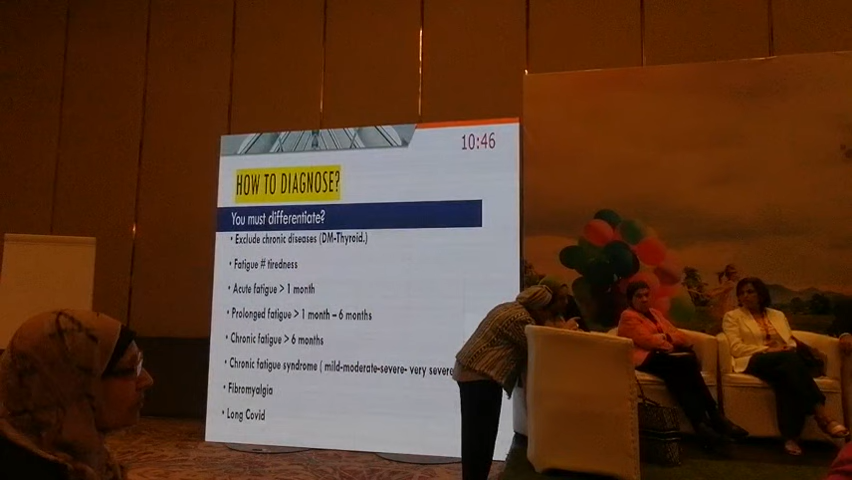 10:46
HOW TO DIAGNOSE?
You must differentiate?
• Exclude chronic diseases (DM-Thyroid.)
• Fatigue # tiredness
• Acute fatigue > 1 month
• Prolonged fatigue > 1 month – 6 months
• Chronic fatigue > 6 months
• Chronic fatigue syndrome ( mild-moderate-severe- very severe
• Fibromyalgia
• Long Covid